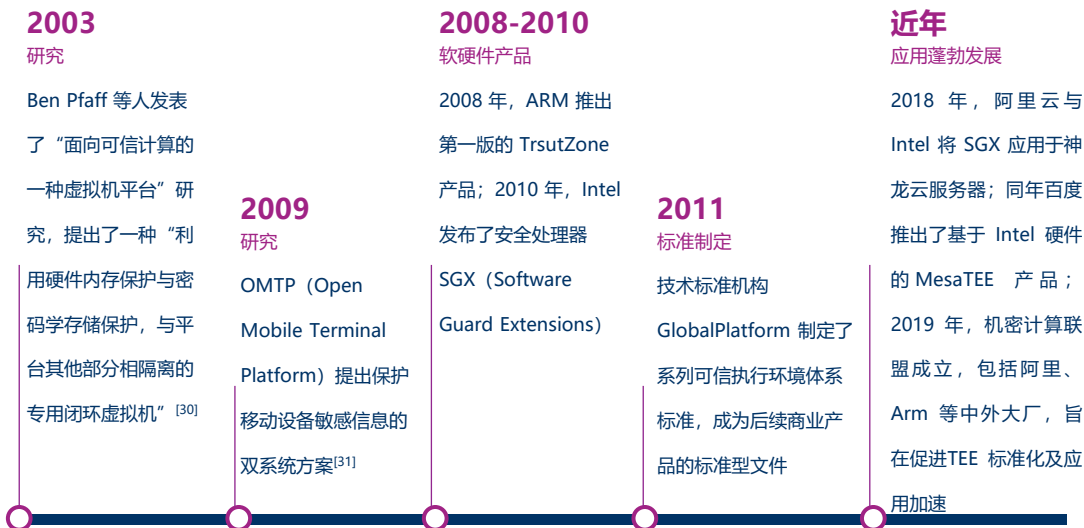 2003
研究
Ben Pfaff 等人发表
了“面向可信计算的
一种虚拟机平台”研
究，提出了一种“利
用硬件内存保护与密
码学存储保护，与平
台其他部分相隔离的
专用闭环虚拟机”[30]
2009
研究
OMTP（Open
Mobile Terminal
Platform）提出保护
移动设备敏感信息的
双系统方案[31]
2008-2010
软硬件产品
2008 年，ARM 推出
第一版的 TrsutZone
产品；2010 年，Intel
发布了安全处理器
SGX（Software
Guard Extensions）
2011
标准制定
技术标准机构
GlobalPlatform 制定了
系列可信执行环境体系
标准，成为后续商业产
品的标准型文件
近年
应用蓬勃发展
2018 年，阿里云与
Intel 将 SGX 应用于神
龙云服务器；同年百度
推出了基于 Intel 硬件
的 MesaTEE 产品；
2019 年，机密计算联
盟成立，包括阿里、
Arm 等中外大厂，旨
在促进TEE 标准化及应
用加速